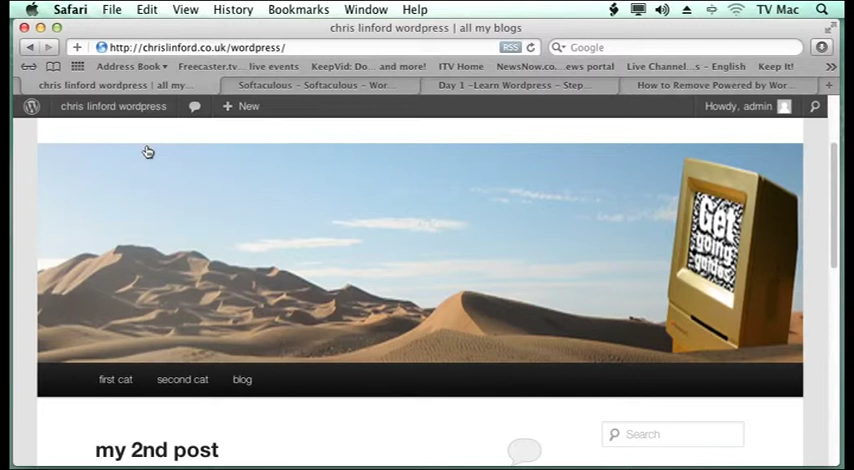 Safari File Edit View History Bookmarks Window Help TV Mac
chris linford wordpress | all my blogs
http://chrislinford.co.uk/wordpress/ RSS Google
Address Book Freecaster.tv... live events KeepVid: Do... and more! ITV Home NewsNow.co...ews portal Live Channel...s - English Keep It!
chris linford wordpress | all my... Softaculous - Softaculous - Wor... Day 1 -Learn Wordpress - Step... How to Remove Powered by Wor...
chris linford wordpress New Howdy, admin
Get
going
guides
first cat second cat blog
Search
my 2nd post